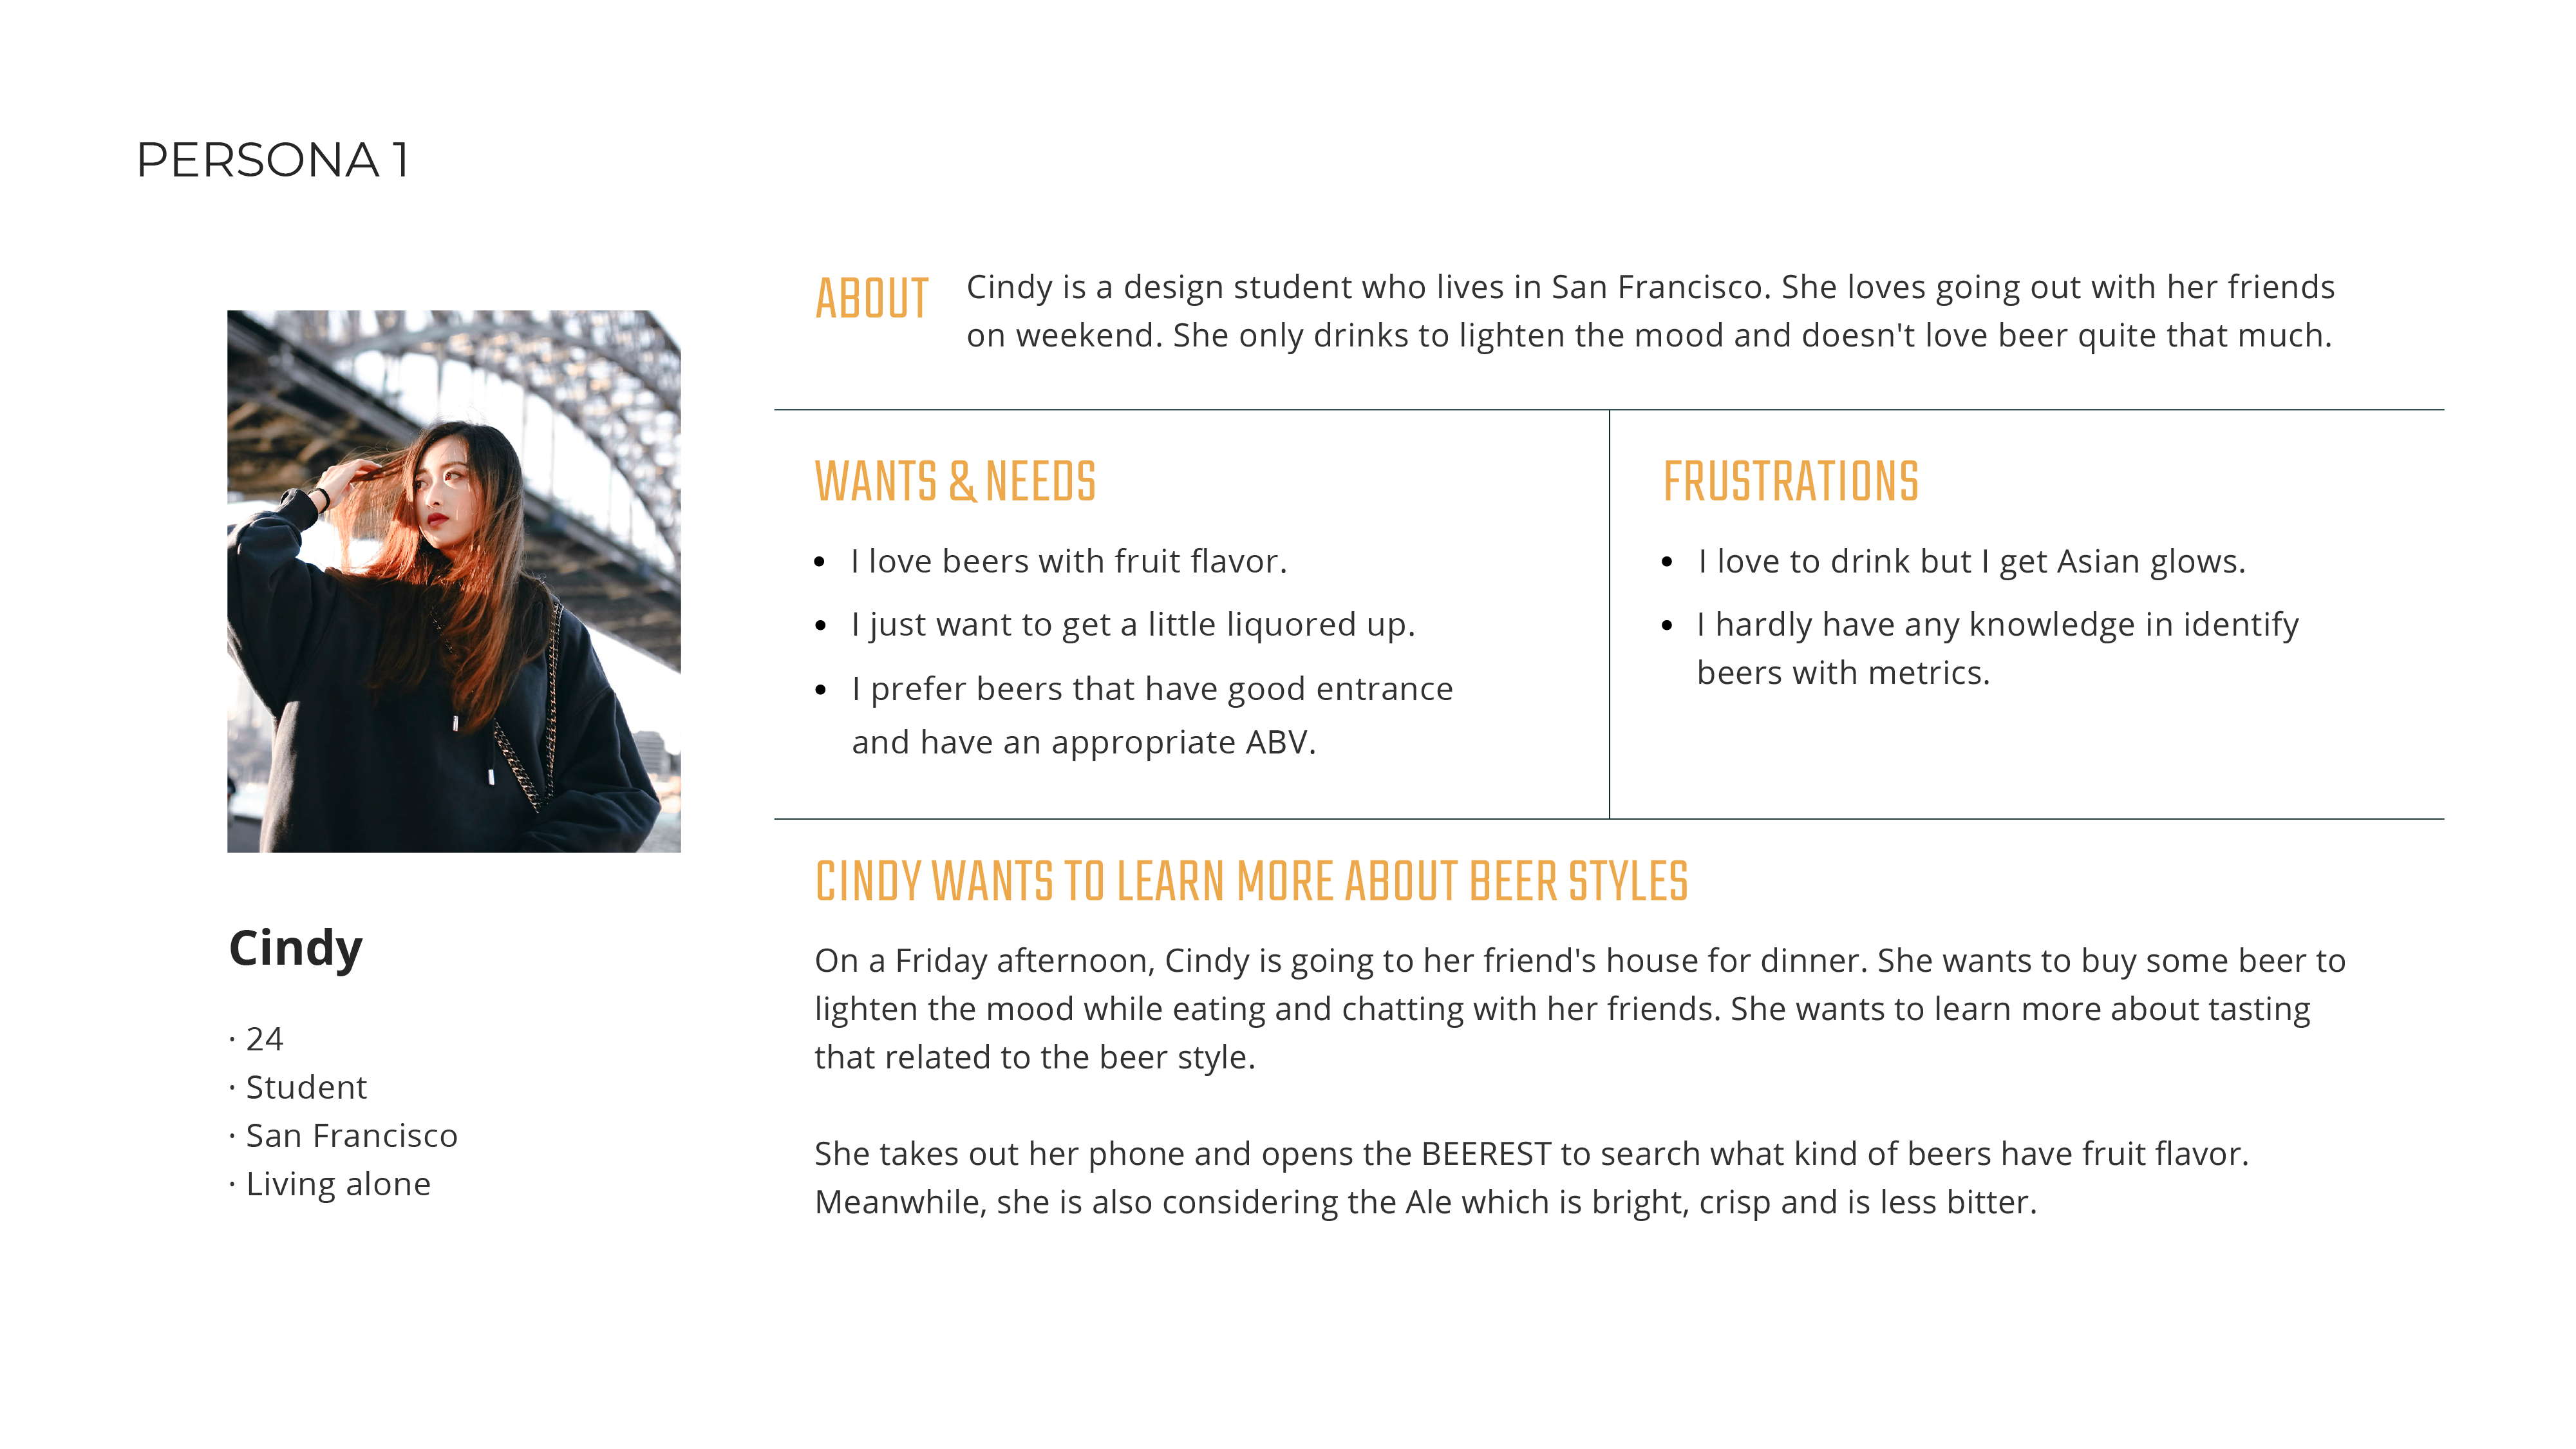 PERSONA 1
ABOUT
Cindy is a design student who lives in San Francisco. She loves going out with her friends
on weekend. She only drinks to lighten the mood and doesn't love beer quite that much.
WANTS & NEEDS
• I love beers with fruit flavor.
• I just want to get a little liquored up.
• I prefer beers that have good entrance
and have an appropriate ABV.
FRUSTRATIONS
• I love to drink but I get Asian glows.
• I hardly have any knowledge in identify
beers with metrics.
Cindy
· 24
· Student
· San Francisco
· Living alone
CINDY WANTS TO LEARN MORE ABOUT BEER STYLES
On a Friday afternoon, Cindy is going to her friend's house for dinner. She wants to buy some beer to
lighten the mood while eating and chatting with her friends. She wants to learn more about tasting
that related to the beer style.
She takes out her phone and opens the BEEREST to search what kind of beers have fruit flavor.
Meanwhile, she is also considering the Ale which is bright, crisp and is less bitter.